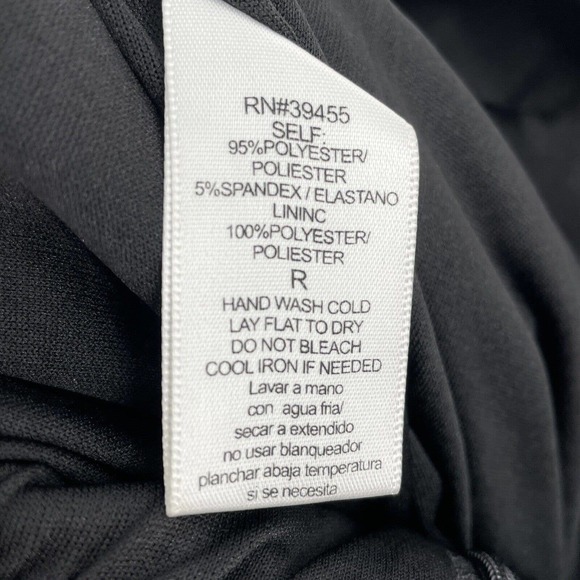 RN#39455
SELF:
95%POLYESTER/
POLIESTER
5%SPANDEX / ELASTANO
LININC
100%POLYESTER/
POLIESTER
R
HAND WASH COLD
LAY FLAT TO DRY
DO NOT BLEACH
COOL IRON IF NEEDED
Lavar a mano
con agua fria/
secar a extendido
no usar blanqueador
planchar abaja temperatura
si se necesita